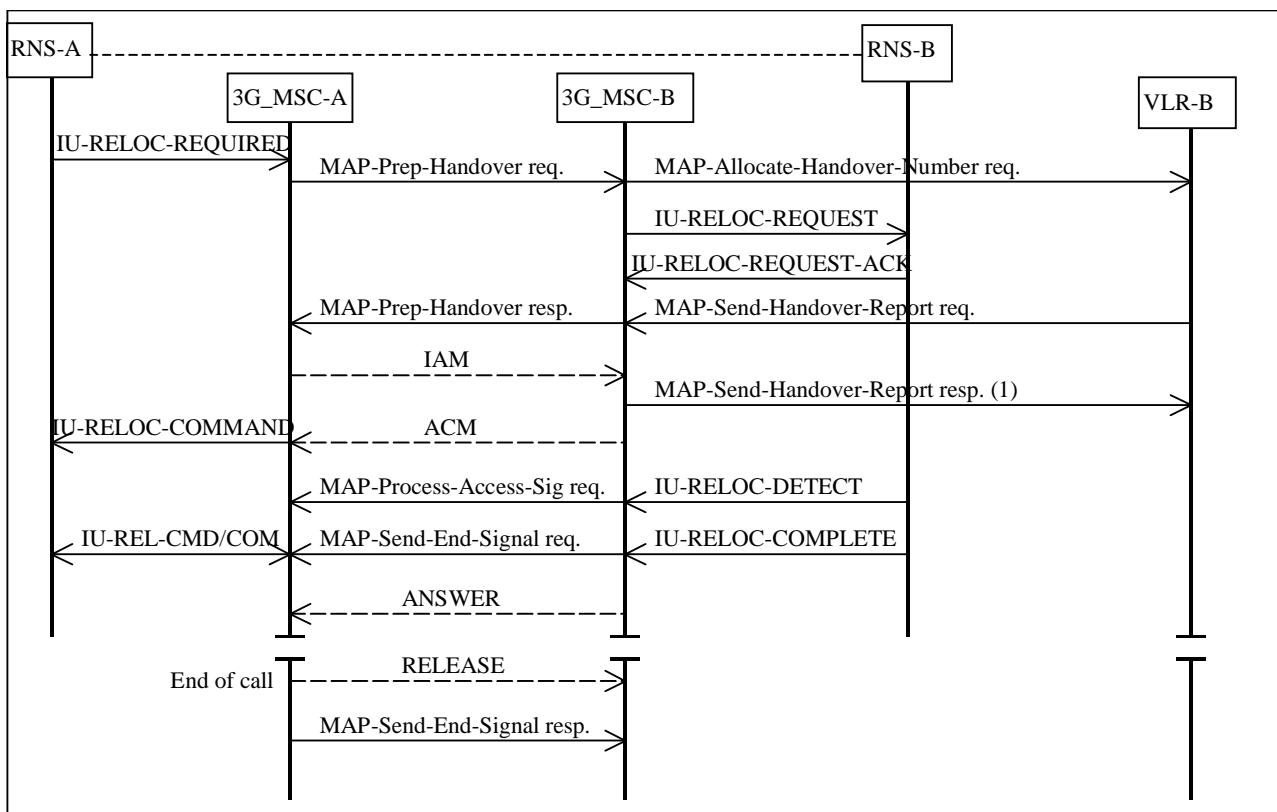 RNS-A
RNS-B
3G_MSC-A
3G_MSC-B
VLR-B
IU-RELOC-REQUIRED
MAP-Prep-Handover req.
MAP-Allocate-Handover-Number req.
IU-RELOC-REQUEST
IU-RELOC-REQUEST-ACK
MAP-Prep-Handover resp.
MAP-Send-Handover-Report req.
IAM
MAP-Send-Handover-Report resp. (1)
IU-RELOC-COMMAND
ACM
MAP-Process-Access-Sig req.
IU-RELOC-DETECT
IU-REL-CMD/COM
MAP-Send-End-Signal req.
IU-RELOC-COMPLETE
ANSWER
RELEASE
End of call
MAP-Send-End-Signal resp.